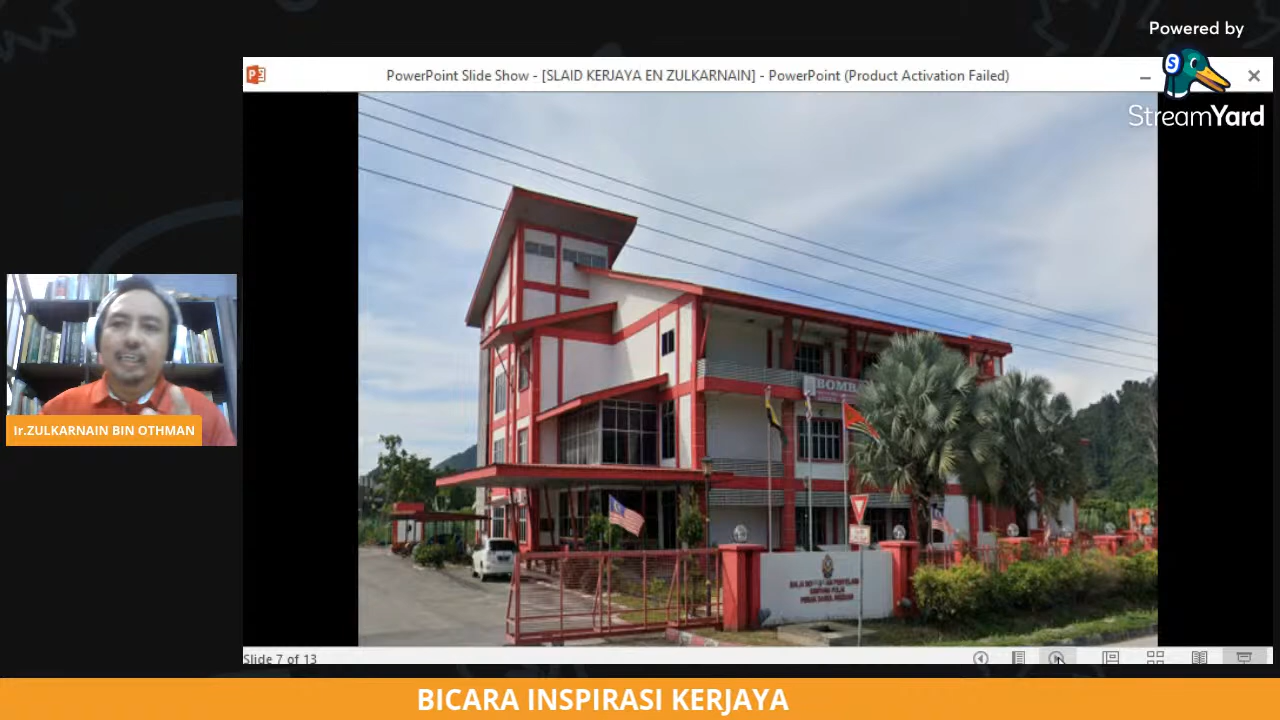 Powered by
StreamYard
PowerPoint Slide Show - [SLAID KERJAYA EN ZULKARNAIN] - PowerPoint (Product Activation Failed)
BOMBA
Ir.ZULKARNAIN BIN OTHMAN
Slide 7 of 13
BICARA INSPIRASI KERJAYA